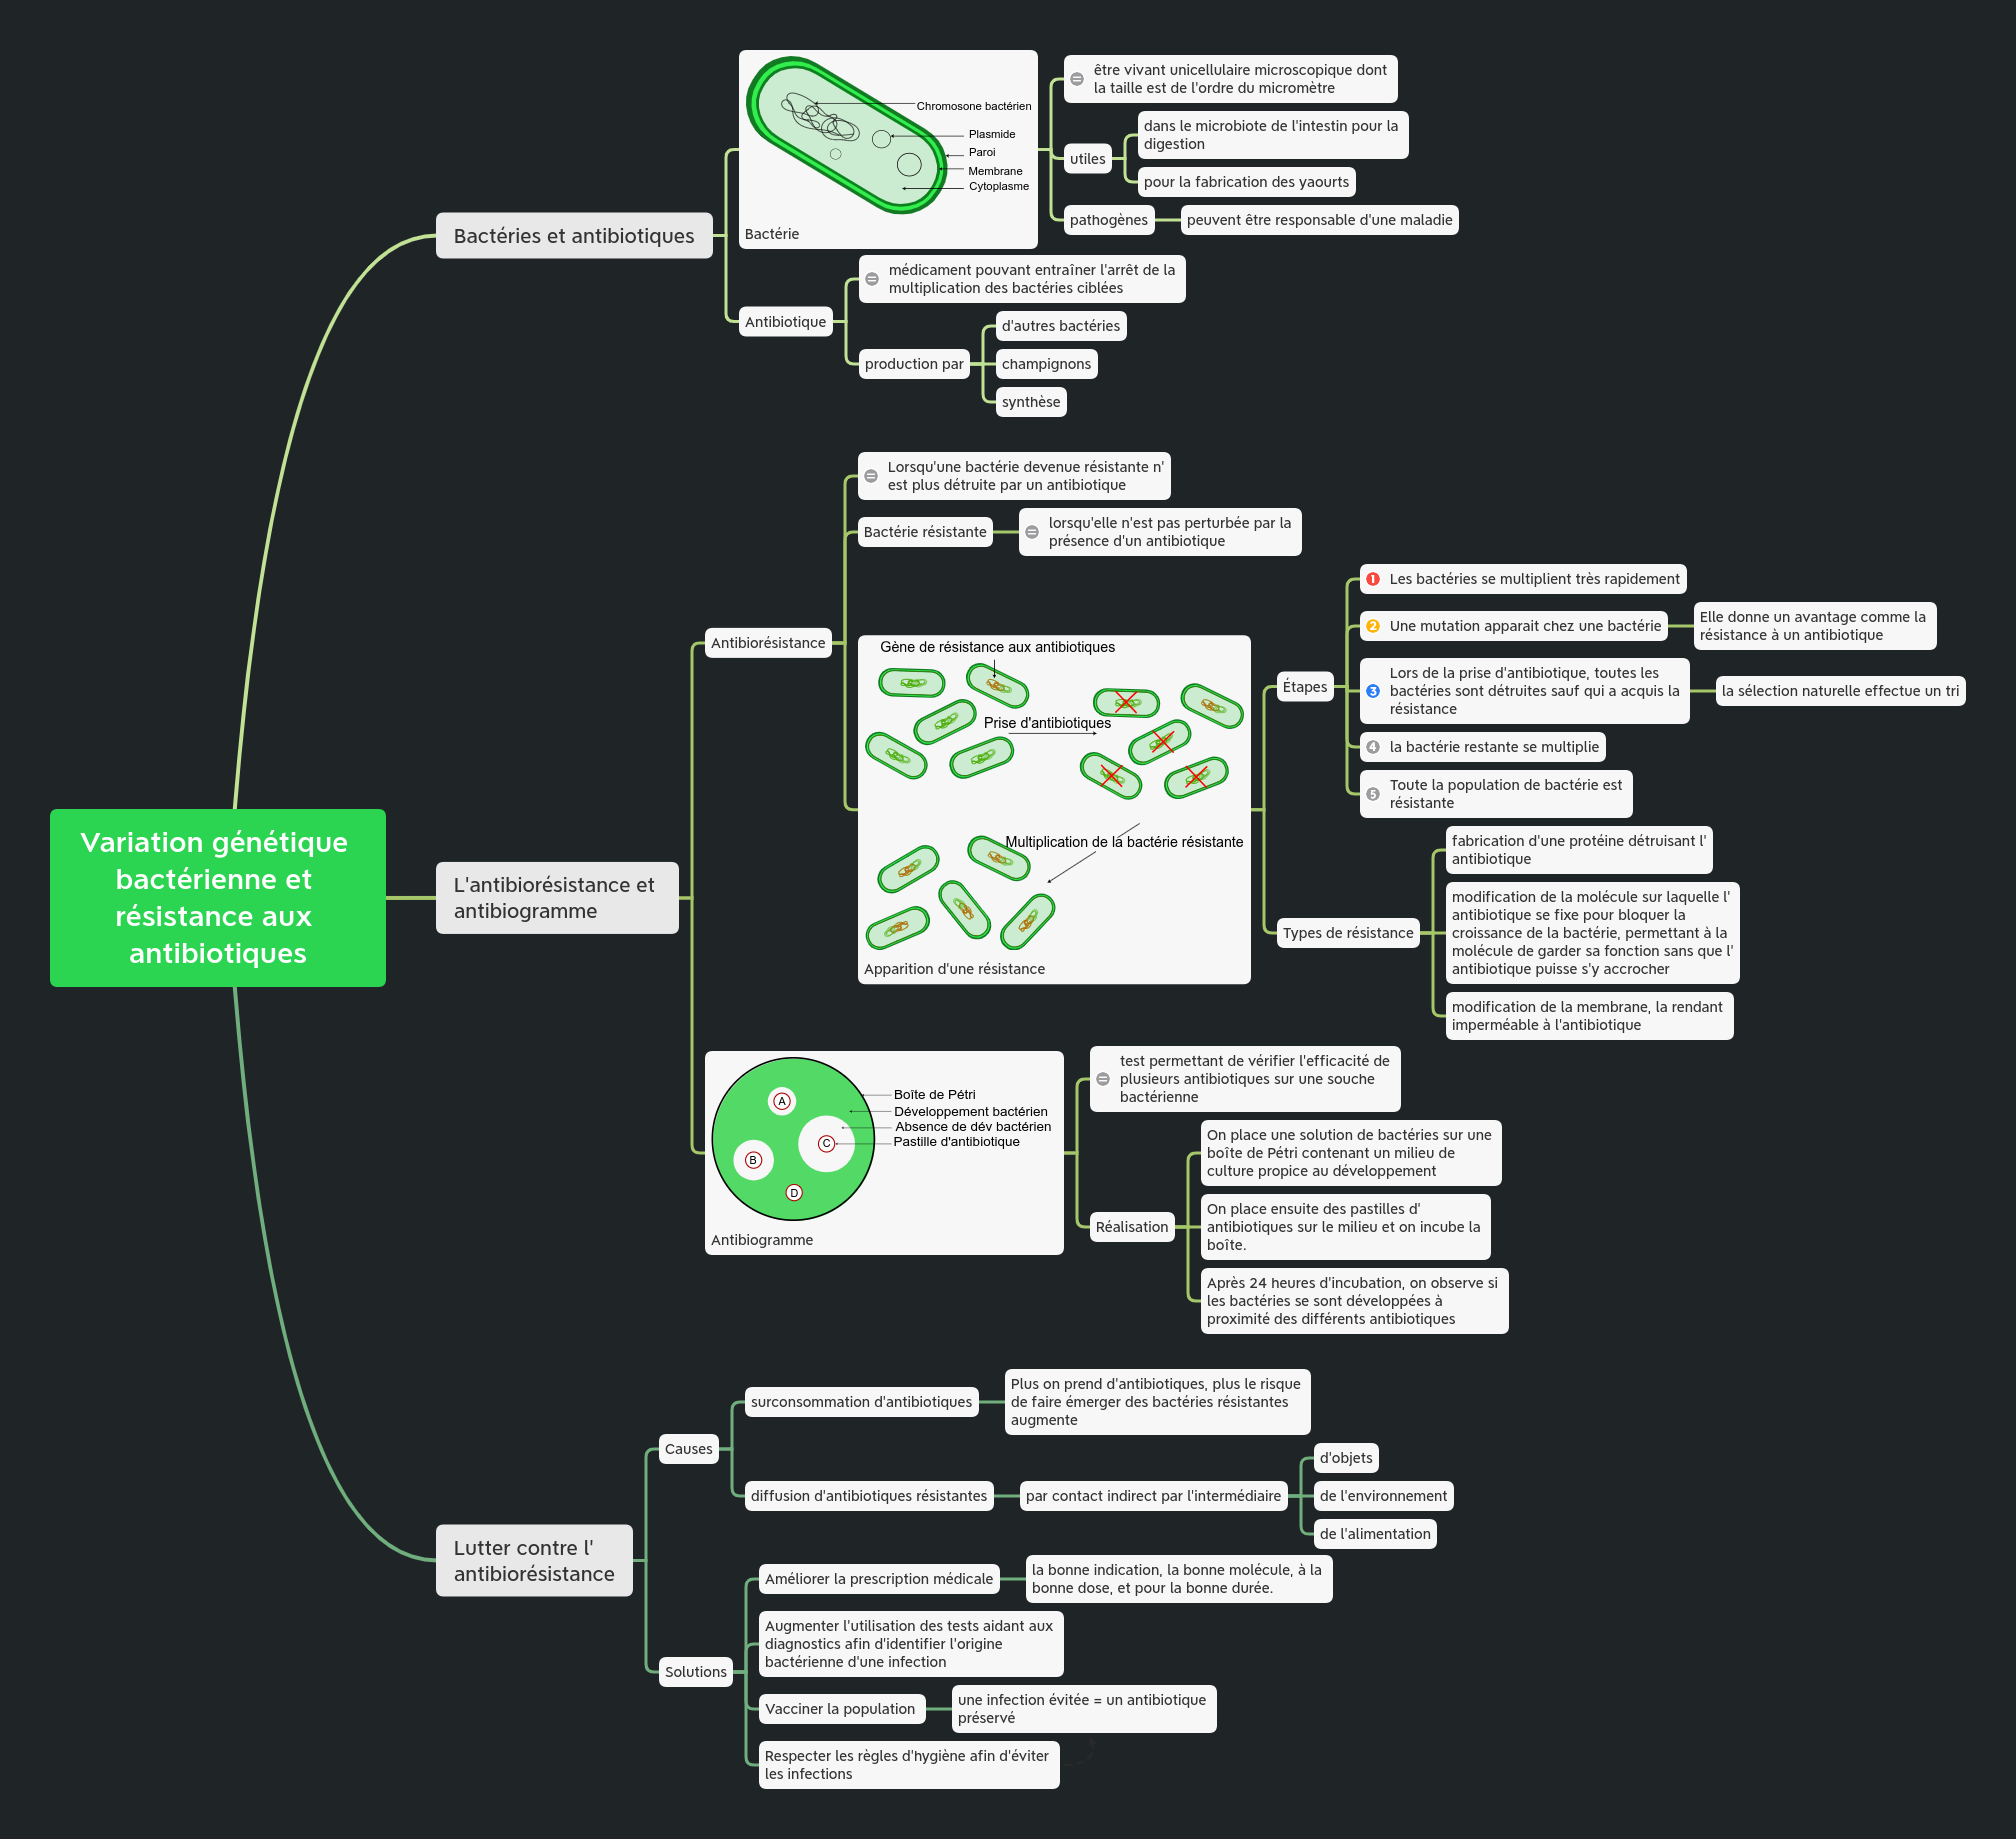 Variation génétique
bactérienne et
résistance aux
antibiotiques
Bactéries et antibiotiques
Chromosone bactérien
Plasmide
Paroi
Membrane
Cytoplasme
Bactérie
être vivant unicellulaire microscopique dont
la taille est de l'ordre du micromètre
utiles
dans le microbiote de l'intestin pour la
digestion
pour la fabrication des yaourts
pathogènes
peuvent être responsable d'une maladie
Antibiotique
médicament pouvant entraîner l'arrêt de la
multiplication des bactéries ciblées
production par
d'autres bactéries
champignons
synthèse
L'antibiorésistance et
antibiogramme
Antibiorésistance
Lorsqu'une bactérie devenue résistante n'
est plus détruite par un antibiotique
Bactérie résistante
lorsqu'elle n'est pas perturbée par la
présence d'un antibiotique
Gène de résistance aux antibiotiques
Prise d'antibiotiques
Multiplication de la bactérie résistante
Apparition d'une résistance
Étapes
1 Les bactéries se multiplient très rapidement
2 Une mutation apparait chez une bactérie
Elle donne un avantage comme la
résistance à un antibiotique
3 Lors de la prise d'antibiotique, toutes les
bactéries sont détruites sauf qui a acquis la
résistance
la sélection naturelle effectue un tri
4 la bactérie restante se multiplie
5 Toute la population de bactérie est
résistante
Types de résistance
fabrication d'une protéine détruisant l'
antibiotique
modification de la molécule sur laquelle l'
antibiotique se fixe pour bloquer la
croissance de la bactérie, permettant à la
molécule de garder sa fonction sans que l'
antibiotique puisse s'y accrocher
modification de la membrane, la rendant
imperméable à l'antibiotique
A
B
C
D
Boîte de Pétri
Développement bactérien
Absence de dév bactérien
Pastille d'antibiotique
Antibiogramme
test permettant de vérifier l'efficacité de
plusieurs antibiotiques sur une souche
bactérienne
Réalisation
On place une solution de bactéries sur une
boîte de Pétri contenant un milieu de
culture propice au développement
On place ensuite des pastilles d'
antibiotiques sur le milieu et on incube la
boîte.
Après 24 heures d'incubation, on observe si
les bactéries se sont développées à
proximité des différents antibiotiques
Lutter contre l'
antibiorésistance
Causes
surconsommation d'antibiotiques
Plus on prend d'antibiotiques, plus le risque
de faire émerger des bactéries résistantes
augmente
diffusion d'antibiotiques résistantes
par contact indirect par l'intermédiaire
d'objets
de l'environnement
de l'alimentation
Solutions
Améliorer la prescription médicale
la bonne indication, la bonne molécule, à la
bonne dose, et pour la bonne durée.
Augmenter l'utilisation des tests aidant aux
diagnostics afin d'identifier l'origine
bactérienne d'une infection
Vacciner la population
une infection évitée = un antibiotique
préservé
Respecter les règles d'hygiène afin d'éviter
les infections